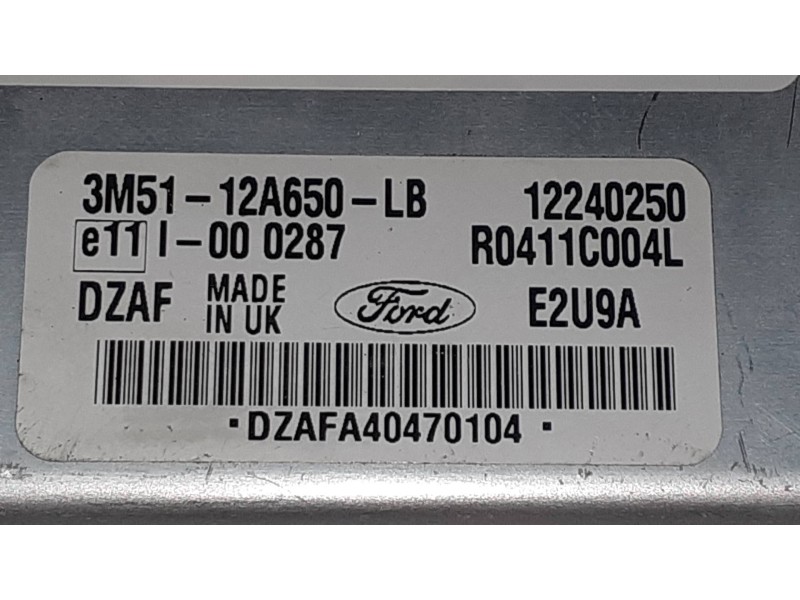 3M51-12A650-LB 12240250
e11 I-00 0287 R0411C004L
DZAF MADE IN UK Ford E2U9A
·DZAFA40470104·